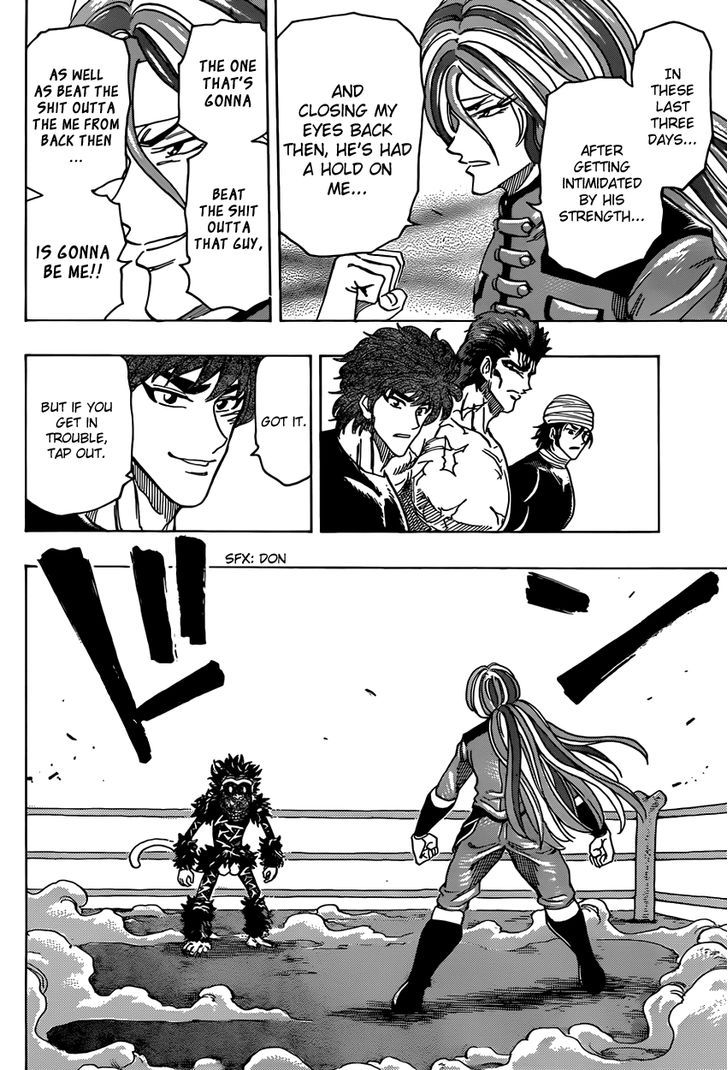 IN
THESE
LAST
THREE
DAYS...
AFTER
GETTING
INTIMIDATED
BY HIS
STRENGTH...
AND
CLOSING MY
EYES BACK
THEN, HE'S HAD
A HOLD ON
ME...
THE ONE
THAT'S
GONNA
BEAT
THE SHIT
OUTTA
THAT GUY,
AS WELL
AS BEAT THE
SHIT OUTTA
THE ME FROM
BACK THEN
...
IS GONNA
BE ME!!
GOT IT.
BUT IF YOU
GET IN
TROUBLE,
TAP OUT.
SFX: DON
ドン